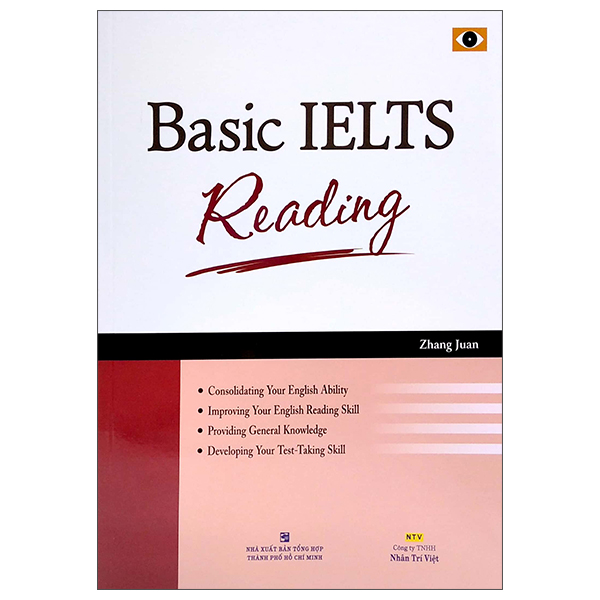 Basic IELTS
Reading
Zhang Juan
• Consolidating Your English Ability
• Improving Your English Reading Skill
• Providing General Knowledge
• Developing Your Test-Taking Skill
NHÀ XUẤT BẢN TỔNG HỢP
THÀNH PHỐ HỒ CHÍ MINH
NTV
Công ty TNHH
Nhân Trí Việt